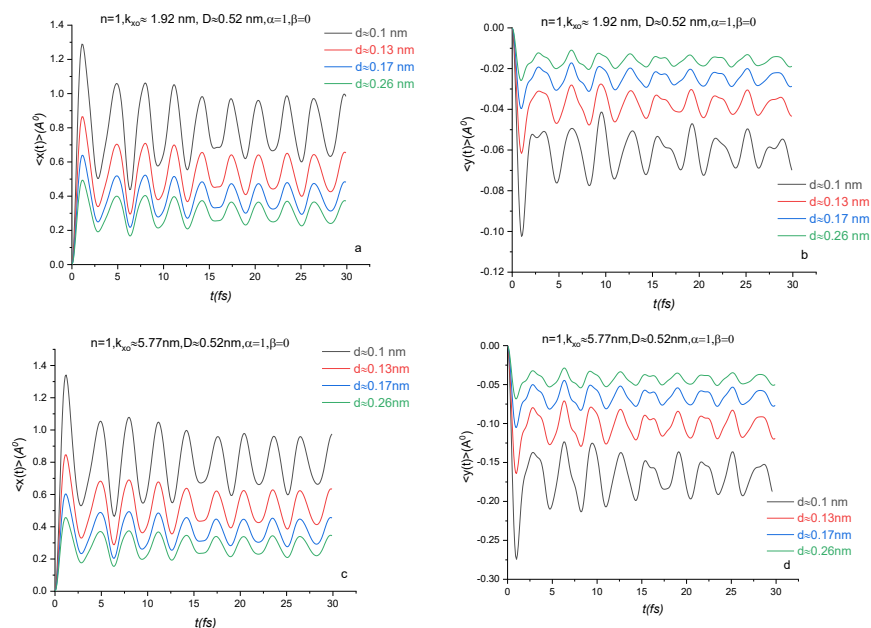 n=1,kxo≈ 1.92 nm, D≈0.52 nm,α=1,β=0
d≈0.1 nm
d≈0.13 nm
d≈0.17 nm
d≈0.26 nm
<x(t)>(A⁰)
1.4
1.2
1.0
0.8
0.6
0.4
0.2
0.0
0 5 10 15 20 25 30
t(fs)
a
n=1,kxo≈ 1.92 nm, D≈0.52 nm,α=1,β=0
<y(t)>(A⁰)
0.00
-0.02
-0.04
-0.06
-0.08
-0.10
-0.12
d≈0.1 nm
d≈0.13 nm
d≈0.17 nm
d≈0.26 nm
b
0 5 10 15 20 25 30
t(fs)
n=1,kxo≈5.77nm,D≈0.52nm,α=1,β=0
d≈0.1 nm
d≈0.13nm
d≈0.17nm
d≈0.26nm
<x(t)>(A⁰)
1.4
1.2
1.0
0.8
0.6
0.4
0.2
0.0
c
0 5 10 15 20 25 30
t(fs)
n=1,kxo≈5.77nm,D≈0.52nm,α=1,β=0
<y(t)>(A⁰)
0.00
-0.05
-0.10
-0.15
-0.20
-0.25
-0.30
d≈0.1 nm
d≈0.13nm
d≈0.17nm
d≈0.26nm
d
0 5 10 15 20 25 30
t(fs)